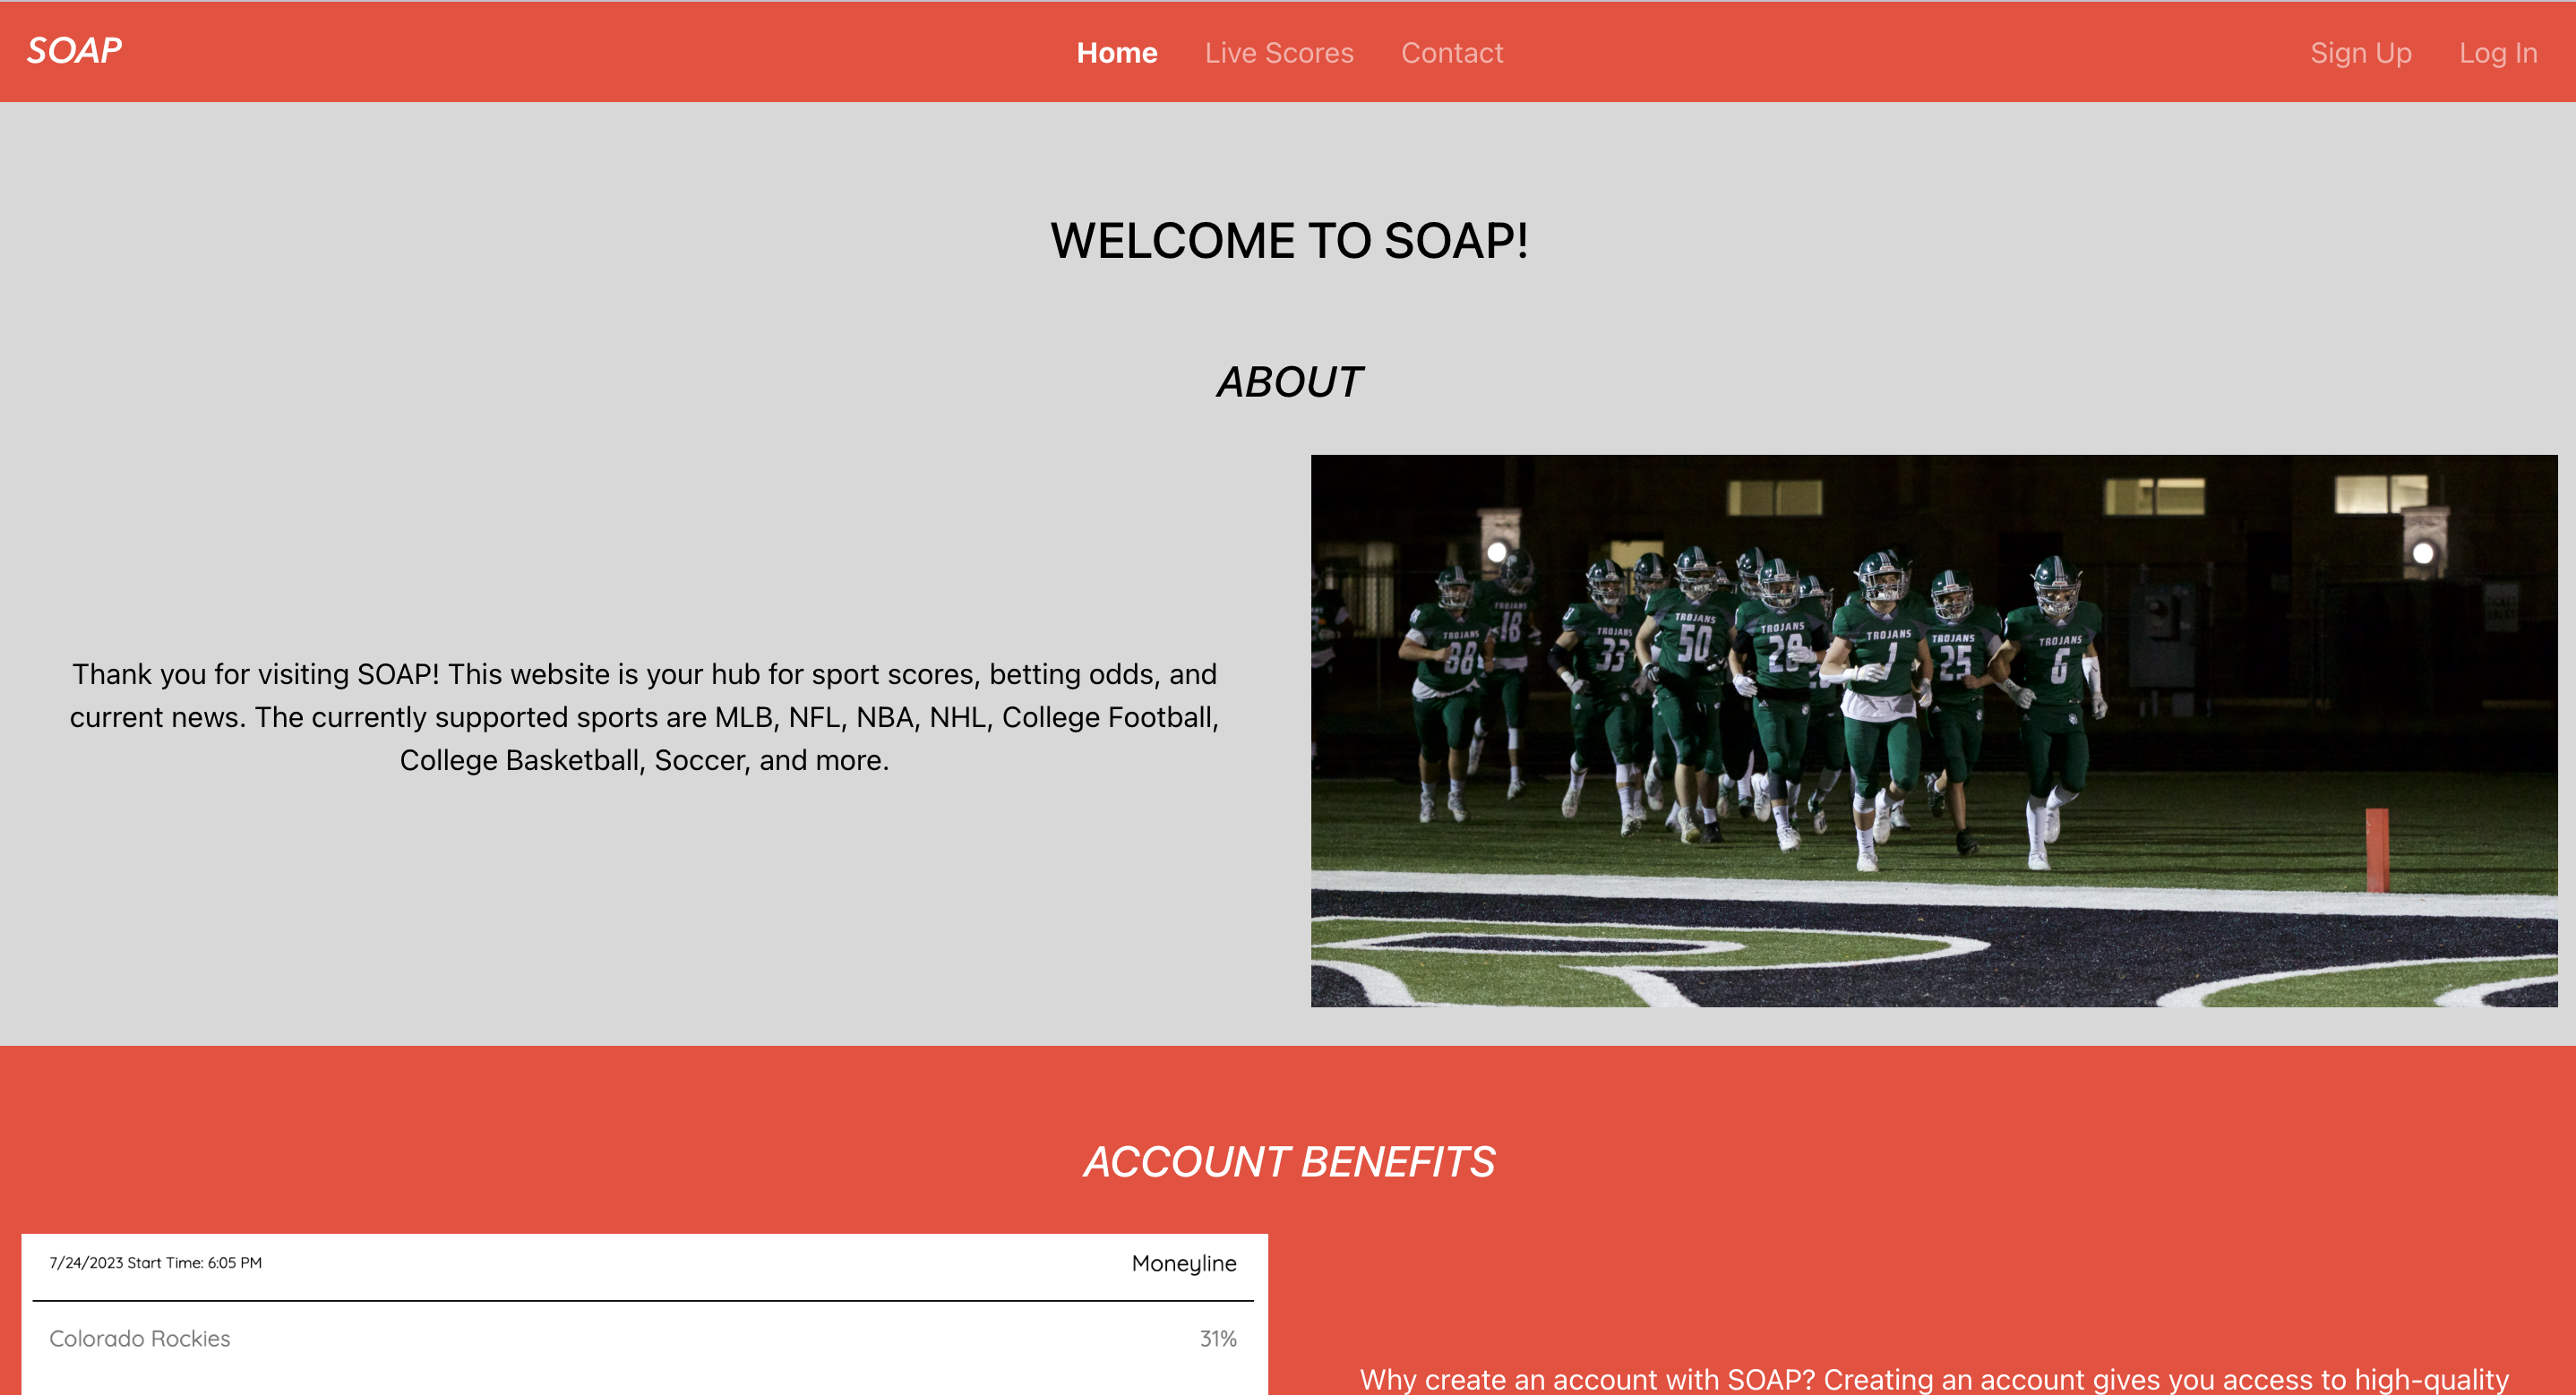 SOAP
Home Live Scores Contact
Sign Up Log In
WELCOME TO SOAP!
ABOUT
Thank you for visiting SOAP! This website is your hub for sport scores, betting odds, and
current news. The currently supported sports are MLB, NFL, NBA, NHL, College Football,
College Basketball, Soccer, and more.
TROJANS
88
TROJANS
18
TROJANS
33
TROJANS
50
TROJANS
28
TROJANS
1
TROJANS
25
TROJANS
6
ACCOUNT BENEFITS
7/24/2023 Start Time: 6:05 PM Moneyline
Colorado Rockies 31%
Why create an account with SOAP? Creating an account gives you access to high-quality